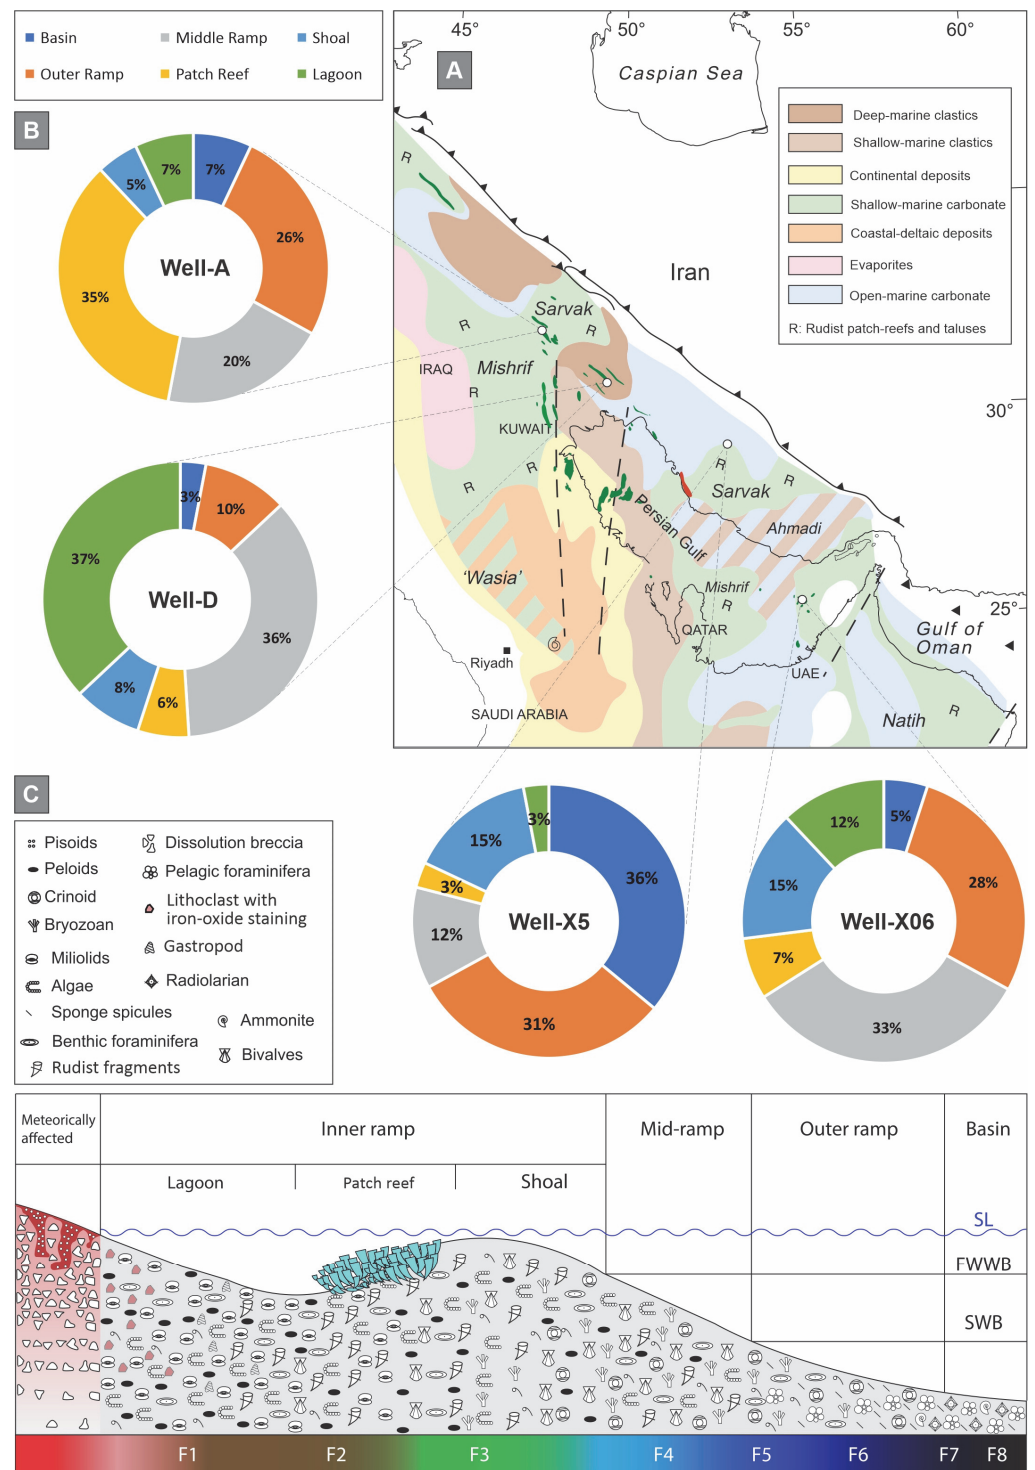 Basin
Middle Ramp
Shoal
Outer Ramp
Patch Reef
Lagoon
B
7%
7%
5%
26%
Well-A
35%
20%
3%
10%
37%
Well-D
36%
8%
6%
45°
50°
55°
60°
A
Caspian Sea
Deep-marine clastics
Shallow-marine clastics
Continental deposits
Shallow-marine carbonate
Coastal-deltaic deposits
Evaporites
Open-marine carbonate
R: Rudist patch-reefs and taluses
R
Iran
Sarvak
R
R
IRAQ
Mishrif
R
30°
KUWAIT
R
R
R
R
Sarvak
Persian Gulf
Ahmadi
'Wasia'
Mishrif
R
25°
QATAR
Gulf of
Oman
Riyadh
UAE
SAUDI ARABIA
Natih
R
C
Pisoids
Dissolution breccia
Peloids
Pelagic foraminifera
Crinoid
Lithoclast with
iron-oxide staining
Bryozoan
Gastropod
Miliolids
Algae
Radiolarian
Sponge spicules
Ammonite
Benthic foraminifera
Bivalves
Rudist fragments
3%
15%
36%
3%
Well-X5
12%
31%
5%
12%
28%
15%
Well-X06
7%
33%
Meteorically
affected
Inner ramp
Mid-ramp
Outer ramp
Basin
Lagoon
Patch reef
Shoal
SL
FWWB
SWB
F1
F2
F3
F4
F5
F6
F7
F8